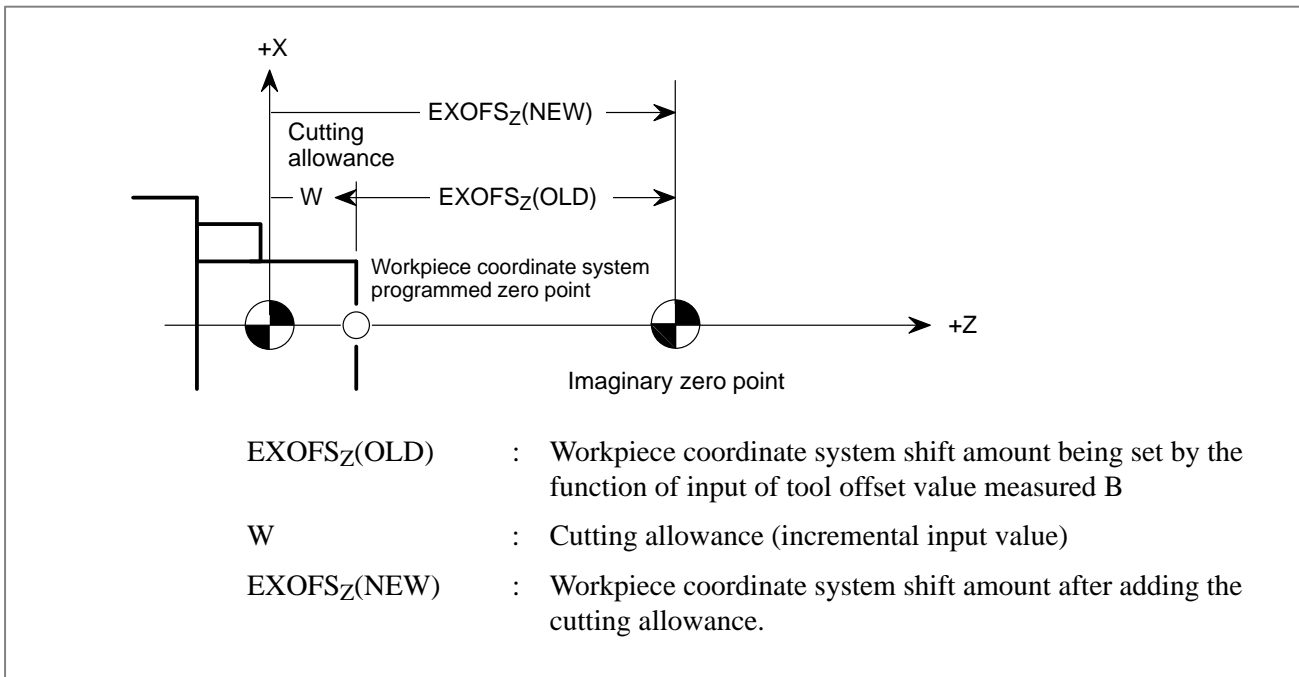 +X
EXOFSZ(NEW)
Cutting
allowance
W
EXOFSZ(OLD)
Workpiece coordinate system
programmed zero point
+Z
Imaginary zero point
EXOFSZ(OLD) : Workpiece coordinate system shift amount being set by the
function of input of tool offset value measured B
W : Cutting allowance (incremental input value)
EXOFSZ(NEW) : Workpiece coordinate system shift amount after adding the
cutting allowance.